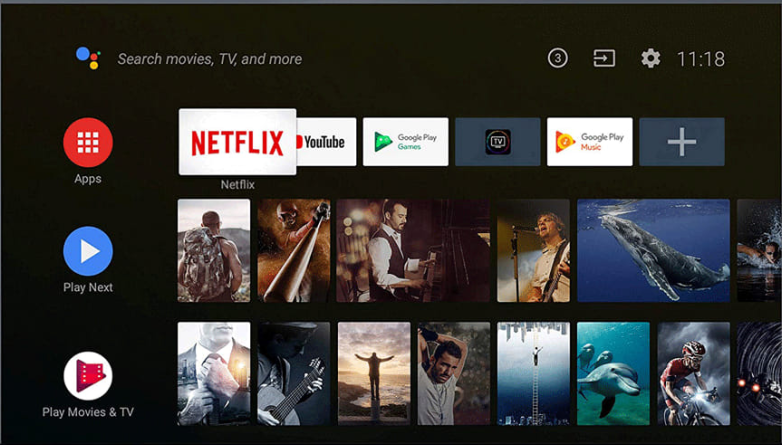 Search movies, TV, and more
3
11:18
NETFLIX
YouTube
Google Play
Games
TV
Google Play
Music
Apps
Netflix
Play Next
Play Movies & TV